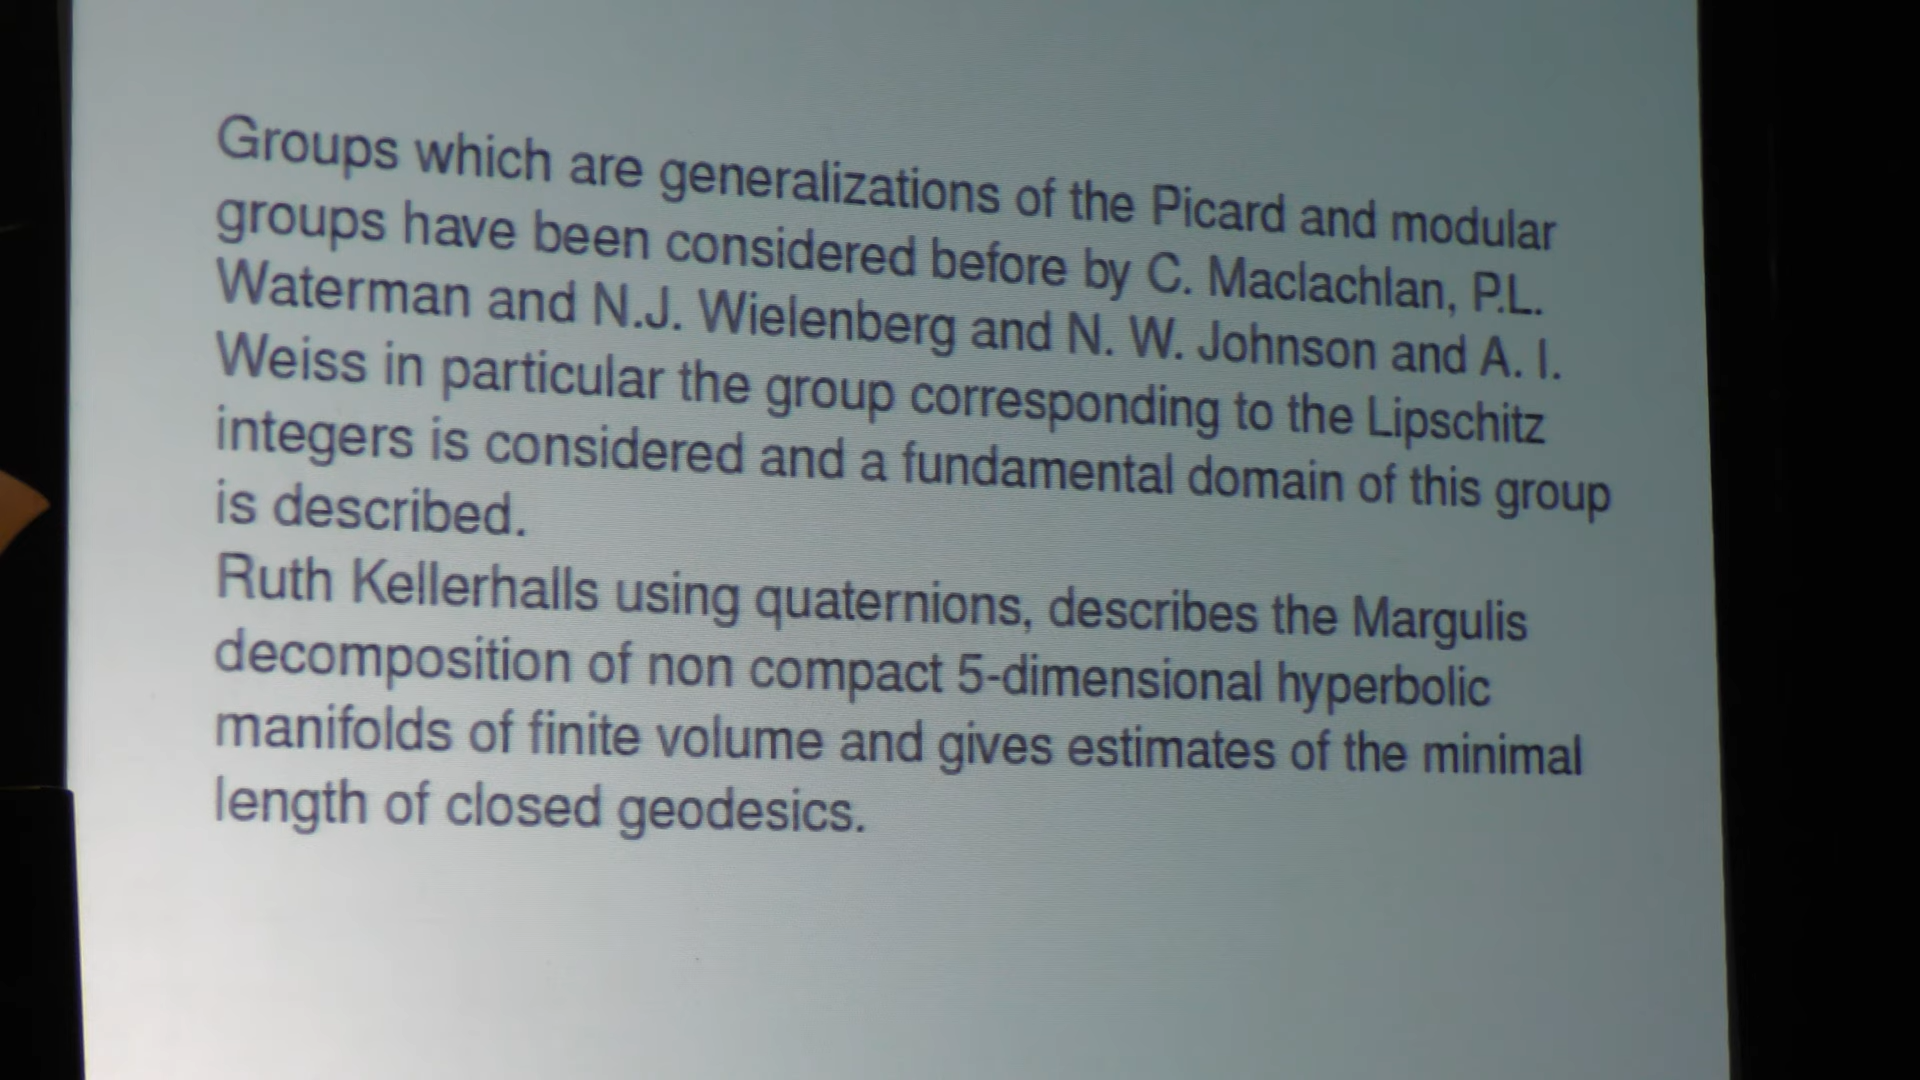 Groups which are generalizations of the Picard and modular
groups have been considered before by C. Maclachlan, P.L.
Waterman and N.J. Wielenberg and N. W. Johnson and A. I.
Weiss in particular the group corresponding to the Lipschitz
integers is considered and a fundamental domain of this group
is described.
Ruth Kellerhalls using quaternions, describes the Margulis
decomposition of non compact 5-dimensional hyperbolic
manifolds of finite volume and gives estimates of the minimal
length of closed geodesics.